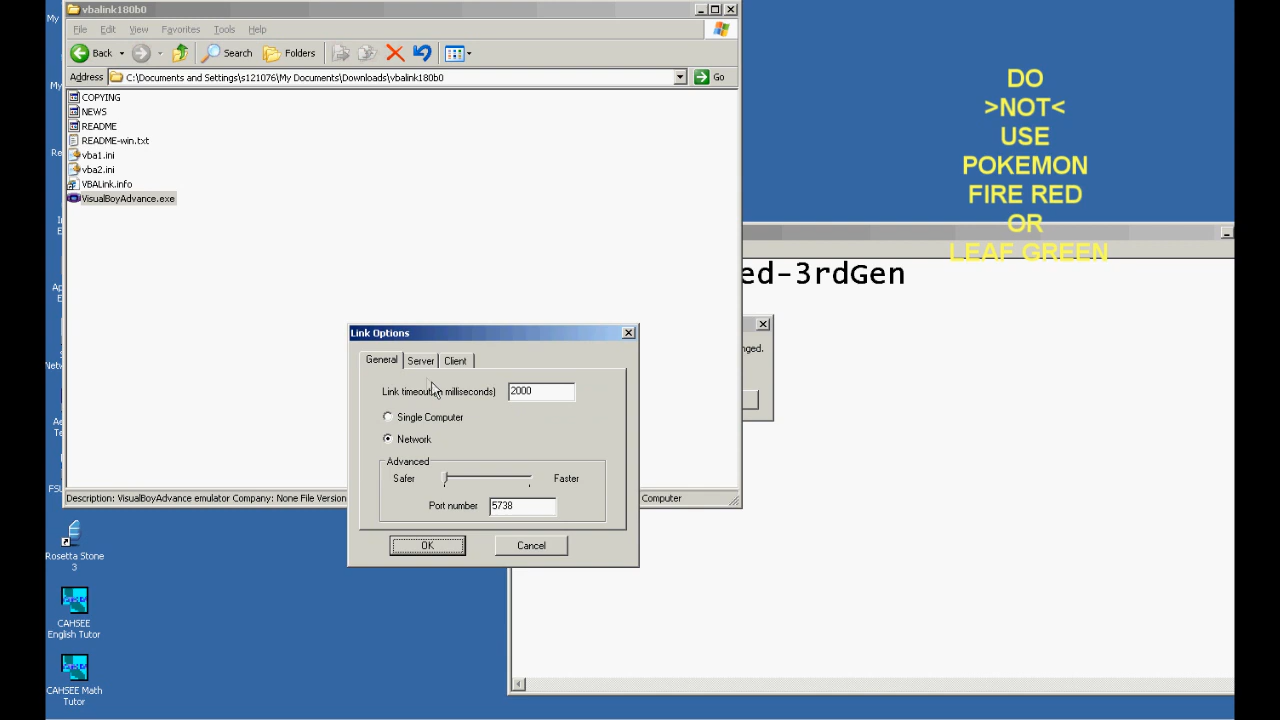 vbalink180b0
File Edit View Favorites Tools Help
Back Search Folders
Address C:\Documents and Settings\s121076\My Documents\Downloads\vbalink180b0 Go
COPYING
NEWS
README
README-win.txt
vba1.ini
vba2.ini
VBALink.info
VisualBoyAdvance.exe
Description: VisualBoyAdvance emulator Company: None File Version
Computer
DO
>NOT<
USE
POKEMON
FIRE RED
OR
LEAF GREEN
ed-3rdGen
nged.
Link Options
General Server Client
Link timeout milliseconds) 2000
Single Computer
Network
Advanced
Safer Faster
Port number 5738
OK Cancel
My
My
Rosetta Stone
3
CAHSEE
English Tutor
CAHSEE Math
Tutor